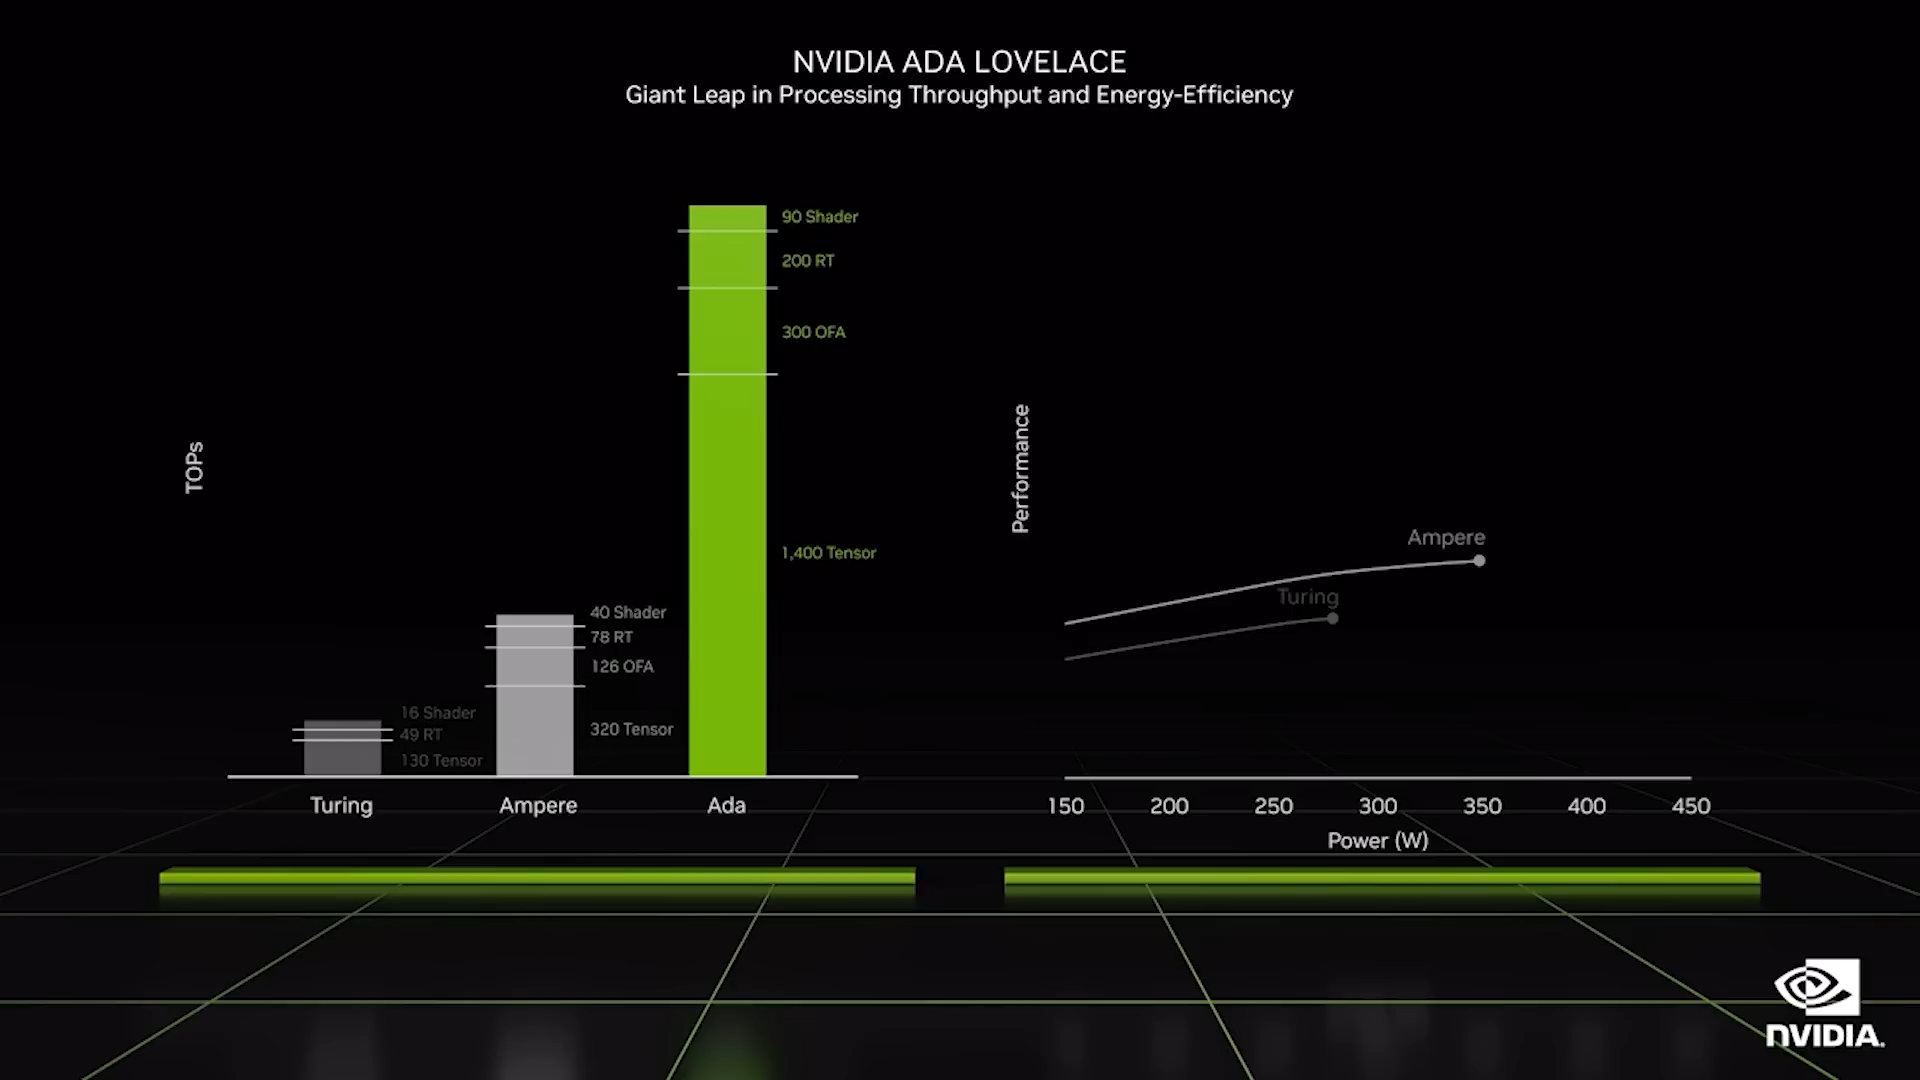 NVIDIA ADA LOVELACE
Giant Leap in Processing Throughput and Energy-Efficiency
TOPs
90 Shader
200 RT
300 OFA
1,400 Tensor
40 Shader
78 RT
126 OFA
320 Tensor
16 Shader
49 RT
130 Tensor
Turing
Ampere
Ada
Performance
Ampere
Turing
150 200 250 300 350 400 450
Power (W)
NVIDIA.